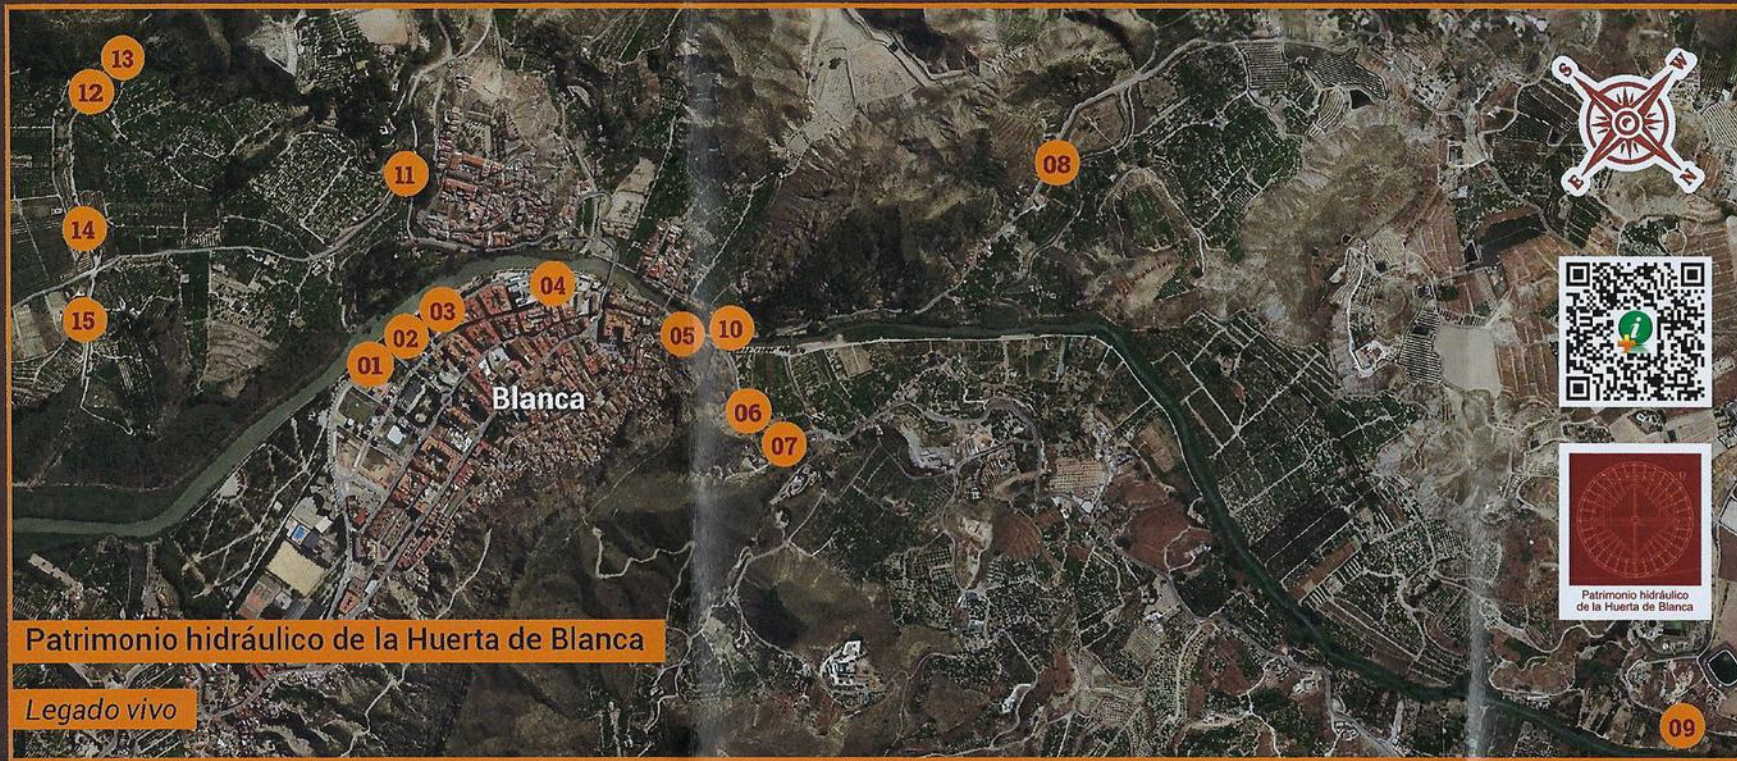 13
12
11
08
14
04
15
03
02
01
05
10
Blanca
06
07
S
W
E
N
i
Patrimonio hidráulico
de la Huerta de Blanca
Patrimonio hidráulico de la Huerta de Blanca
Legado vivo
09